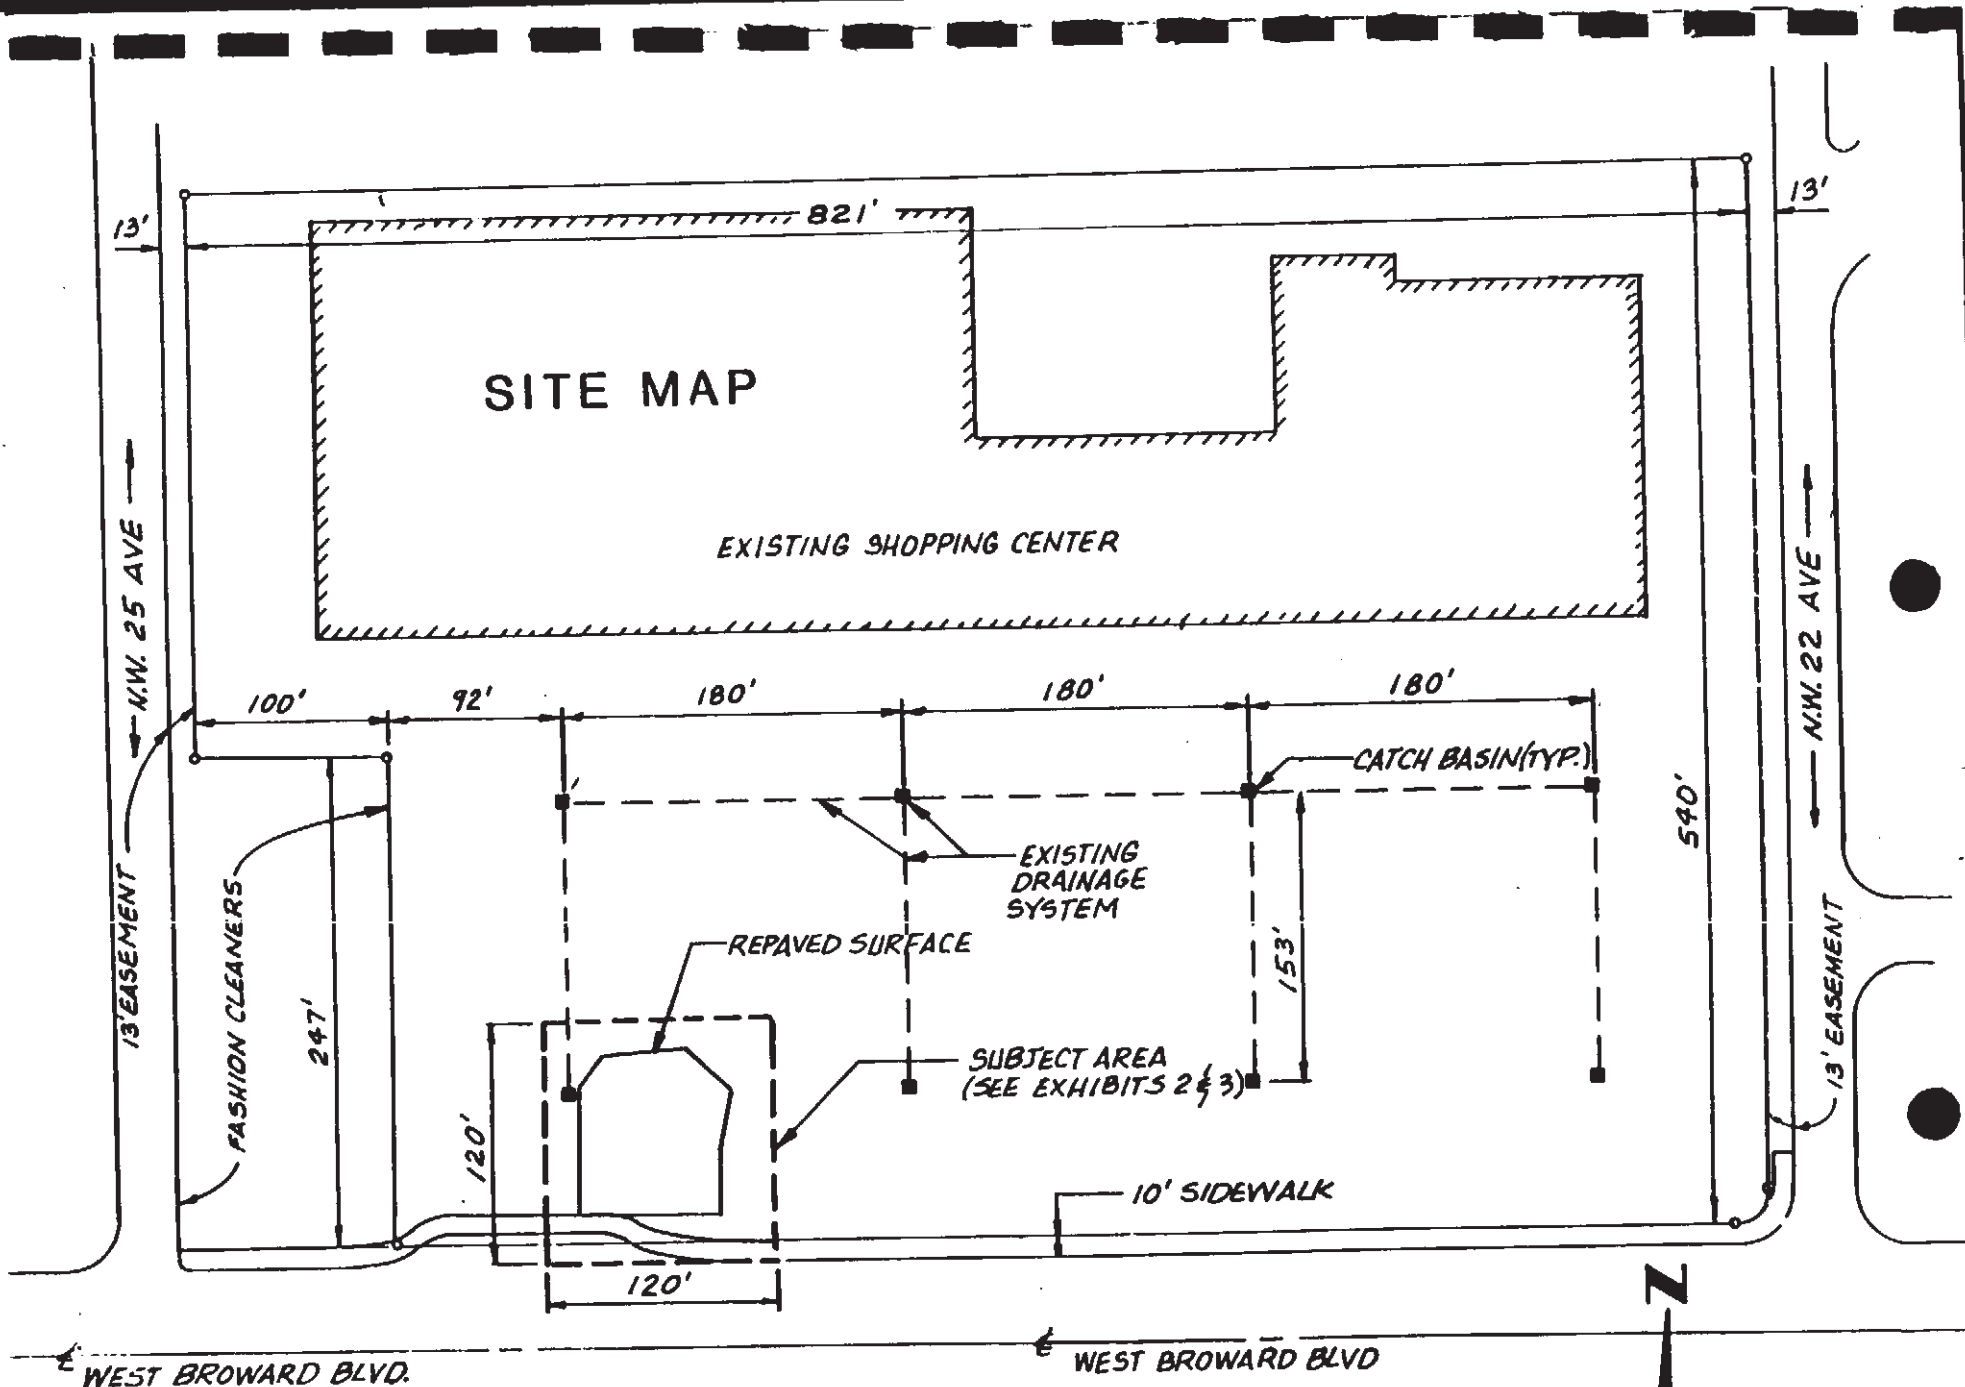 13'
821'
13'
SITE MAP
EXISTING SHOPPING CENTER
N.W. 25 AVE
N.W. 22 AVE
100'
92'
180'
180'
180'
CATCH BASIN(TYP.)
540'
EXISTING
DRAINAGE
SYSTEM
13' EASEMENT
FASHION CLEANERS
247'
REPAVED SURFACE
153'
13' EASEMENT
SUBJECT AREA
(SEE EXHIBITS 2 & 3)
120'
10' SIDEWALK
120'
N
℄
WEST BROWARD BLVD.
℄
WEST BROWARD BLVD